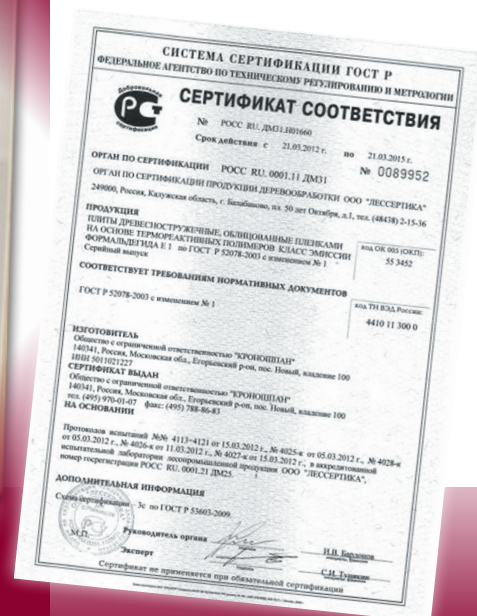 СИСТЕМА СЕРТИФИКАЦИИ ГОСТ Р
ФЕДЕРАЛЬНОЕ АГЕНТСТВО ПО ТЕХНИЧЕСКОМУ РЕГУЛИРОВАНИЮ И МЕТРОЛОГИИ
Добровольная
сертификация
СЕРТИФИКАТ СООТВЕТСТВИЯ
№ РОСС RU. ДМ31.Н01660
Срок действия с 21.03.2012 г. по 21.03.2015 г.
№ 0089952
ОРГАН ПО СЕРТИФИКАЦИИ РОСС RU. 0001.11 ДМ31
ОРГАН ПО СЕРТИФИКАЦИИ ПРОДУКЦИИ ДЕРЕВООБРАБОТКИ ООО "ЛЕССЕРТИКА"
249000, Россия, Калужская область, г. Балабаново, пл. 50 лет Октября, д.1, тел. (48438) 2-15-36
ПРОДУКЦИЯ
ПЛИТЫ ДРЕВЕСНОСТРУЖЕЧНЫЕ, ОБЛИЦОВАННЫЕ ПЛЕНКАМИ
НА ОСНОВЕ ТЕРМОРЕАКТИВНЫХ ПОЛИМЕРОВ КЛАСС ЭМИССИИ
ФОРМАЛЬДЕГИДА Е 1 по ГОСТ Р 52078-2003 с изменением № 1
Серийный выпуск
код ОК 005 (ОКП):
55 3452
СООТВЕТСТВУЕТ ТРЕБОВАНИЯМ НОРМАТИВНЫХ ДОКУМЕНТОВ
ГОСТ Р 52078-2003 с изменением № 1
код ТН ВЭД России:
4410 11 300 0
ИЗГОТОВИТЕЛЬ
Общество с ограниченной ответственностью "КРОНОШПАН"
140341, Россия, Московская обл., Егорьевский р-он, пос. Новый, владение 100
ИНН 5011021227
СЕРТИФИКАТ ВЫДАН
Общество с ограниченной ответственностью "КРОНОШПАН"
140341, Россия, Московская обл., Егорьевский р-он, пос. Новый, владение 100
тел. (495) 970-01-07 факс: (495) 788-86-83
НА ОСНОВАНИИ
Протоколов испытаний №№ 4113÷4121 от 15.03.2012 г., № 4025-к от 05.03.2012 г., № 4028-к
от 05.03.2012 г., № 4026-к от 11.03.2012 г., № 4027-к от 15.03.2012 г., в аккредитованной
испытательной лаборатории лесопромышленной продукции ООО "ЛЕССЕРТИКА",
номер госрегистрации РОСС RU. 0001.21 ДМ25.
ДОПОЛНИТЕЛЬНАЯ ИНФОРМАЦИЯ
Схема сертификации – 3с по ГОСТ Р 53603-2009.
М.П.
Руководитель органа
И.В. Бардонов
Эксперт
С.И. Тушикин
Сертификат не применяется при обязательной сертификации